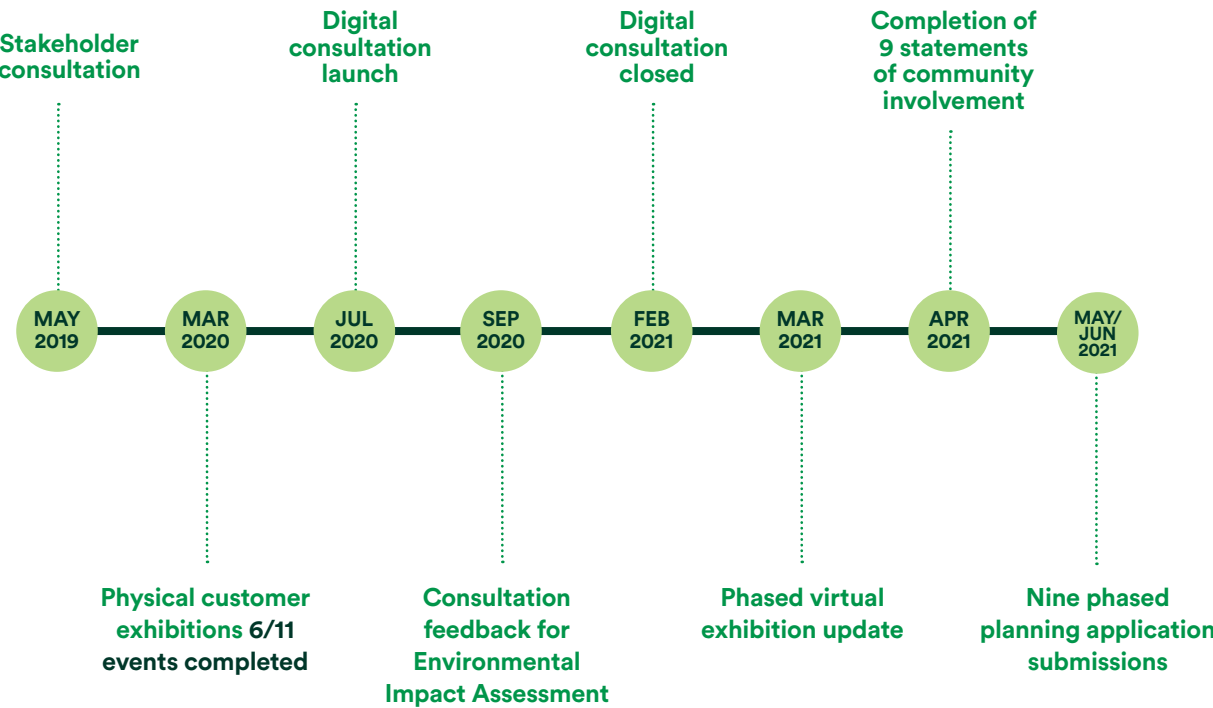 Stakeholder
consultation
Digital
consultation
launch
Digital
consultation
closed
Completion of
9 statements
of community
involvement
MAY
2019
MAR
2020
JUL
2020
SEP
2020
FEB
2021
MAR
2021
APR
2021
MAY/
JUN
2021
Physical customer
exhibitions 6/11
events completed
Consultation
feedback for
Environmental
Impact Assessment
Phased virtual
exhibition update
Nine phased
planning application
submissions